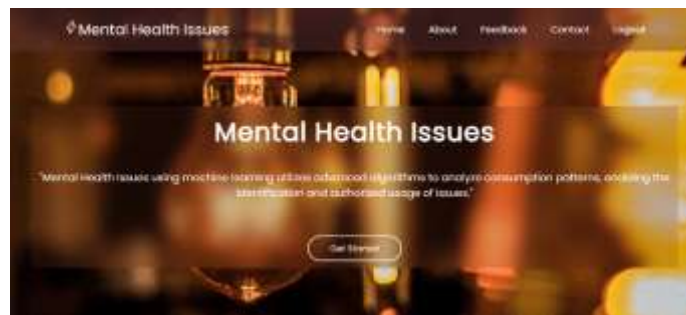 Mental Health Issues
Home About Feedback Contact Logout
Mental Health Issues
"Mental Health Issues using machine learning utilizes advanced algorithms to analyze consumption patterns, enabling the
identification and authorized usage of issues."
Get Started